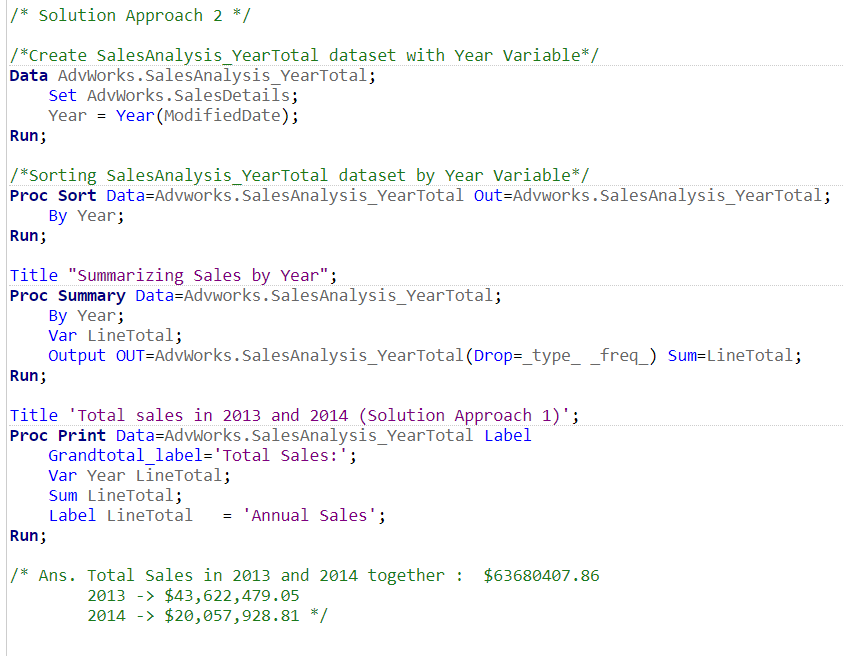 /* Solution Approach 2 */
/*Create SalesAnalysis_YearTotal dataset with Year Variable*/
Data AdvWorks.SalesAnalysis_YearTotal;
Set AdvWorks.SalesDetails;
Year = Year(ModifiedDate);
Run;
/*Sorting SalesAnalysis_YearTotal dataset by Year Variable*/
Proc Sort Data=Advworks.SalesAnalysis_YearTotal Out=Advworks.SalesAnalysis_YearTotal;
By Year;
Run;
Title "Summarizing Sales by Year";
Proc Summary Data=Advworks.SalesAnalysis_YearTotal;
By Year;
Var LineTotal;
Output OUT=AdvWorks.SalesAnalysis_YearTotal(Drop=_type_ _freq_) Sum=LineTotal;
Run;
Title 'Total sales in 2013 and 2014 (Solution Approach 1)';
Proc Print Data=AdvWorks.SalesAnalysis_YearTotal Label
Grandtotal_label='Total Sales:';
Var Year LineTotal;
Sum LineTotal;
Label LineTotal   = 'Annual Sales';
Run;
/* Ans. Total Sales in 2013 and 2014 together :  $63680407.86
2013 -> $43,622,479.05
2014 -> $20,057,928.81 */